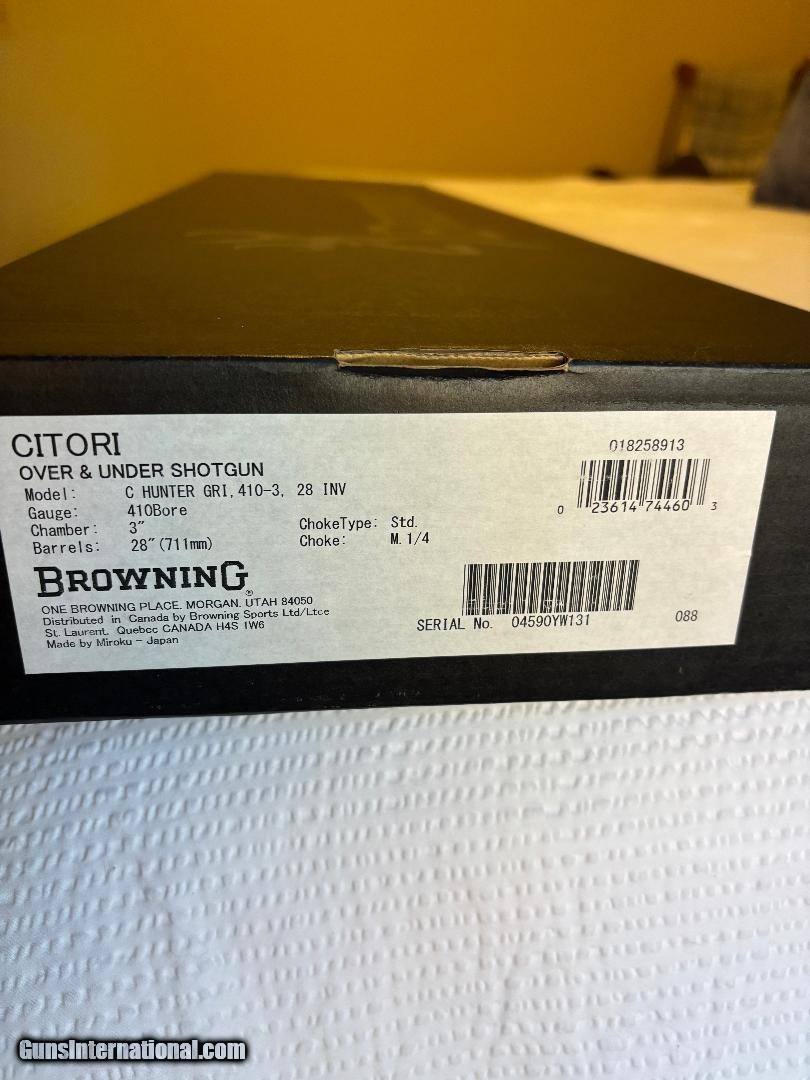 CITORI
OVER & UNDER SHOTGUN
Model: C HUNTER GRI, 410-3, 28 INV
Gauge: 410Bore
Chamber: 3"
Barrels: 28"(711mm)
ChokeType: Std.
Choke: M.1/4
BROWNING®
ONE BROWNING PLACE. MORGAN. UTAH 84050
Distributed in Canada by Browning Sports Ltd/Ltee
St. Laurent. Quebec CANADA H4S 1W6
Made by Miroku - Japan
018258913
0 23614 74460 3
SERIAL No. 04590YW131
088
GunsInternational.com